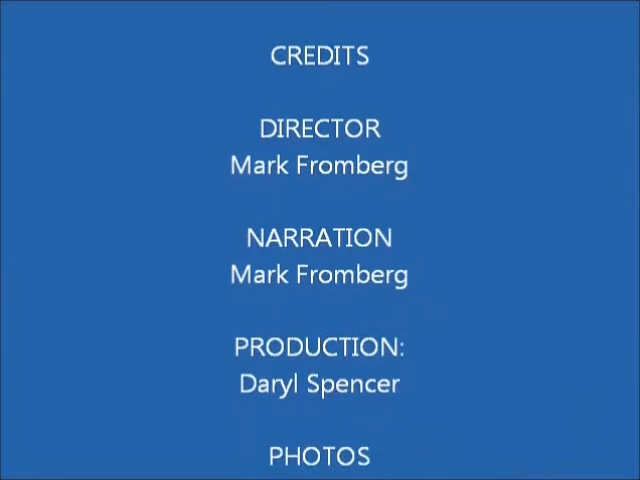 CREDITS
DIRECTOR
Mark Fromberg
NARRATION
Mark Fromberg
PRODUCTION:
Daryl Spencer
PHOTOS